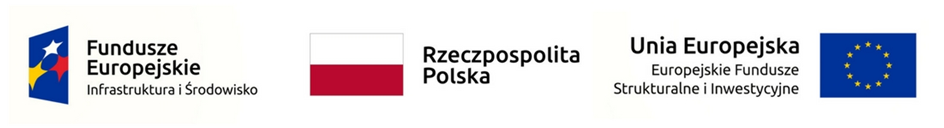 Fundusze
Europejskie
Infrastruktura i Środowisko
Rzeczpospolita
Polska
Unia Europejska
Europejskie Fundusze
Strukturalne i Inwestycyjne